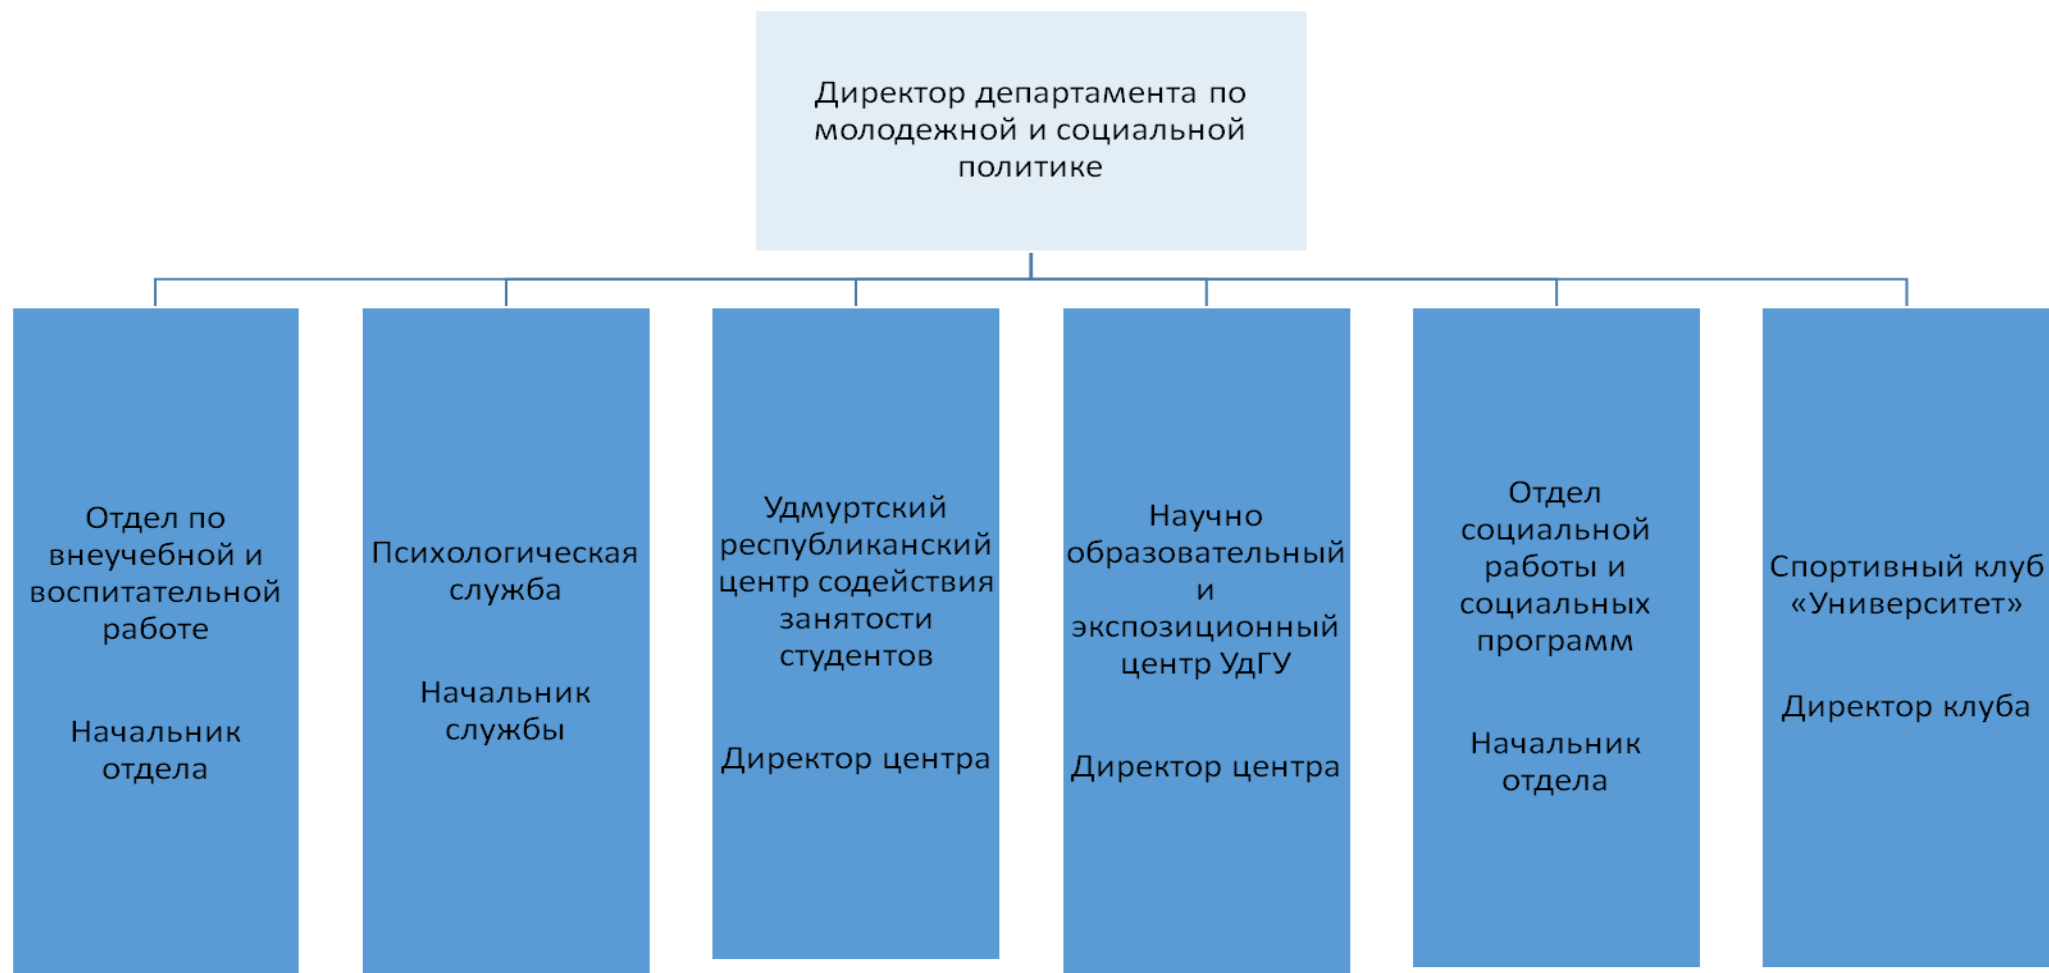 Директор департамента по
молодежной и социальной
политике
Отдел по
внеучебной и
воспитательной
работе
Начальник
отдела
Психологическая
служба
Начальник
службы
Удмуртский
республиканский
центр содействия
занятости
студентов
Директор центра
Научно
образовательный
и
экспозиционный
центр УдГУ
Директор центра
Отдел
социальной
работы и
социальных
программ
Начальник
отдела
Спортивный клуб
«Университет»
Директор клуба